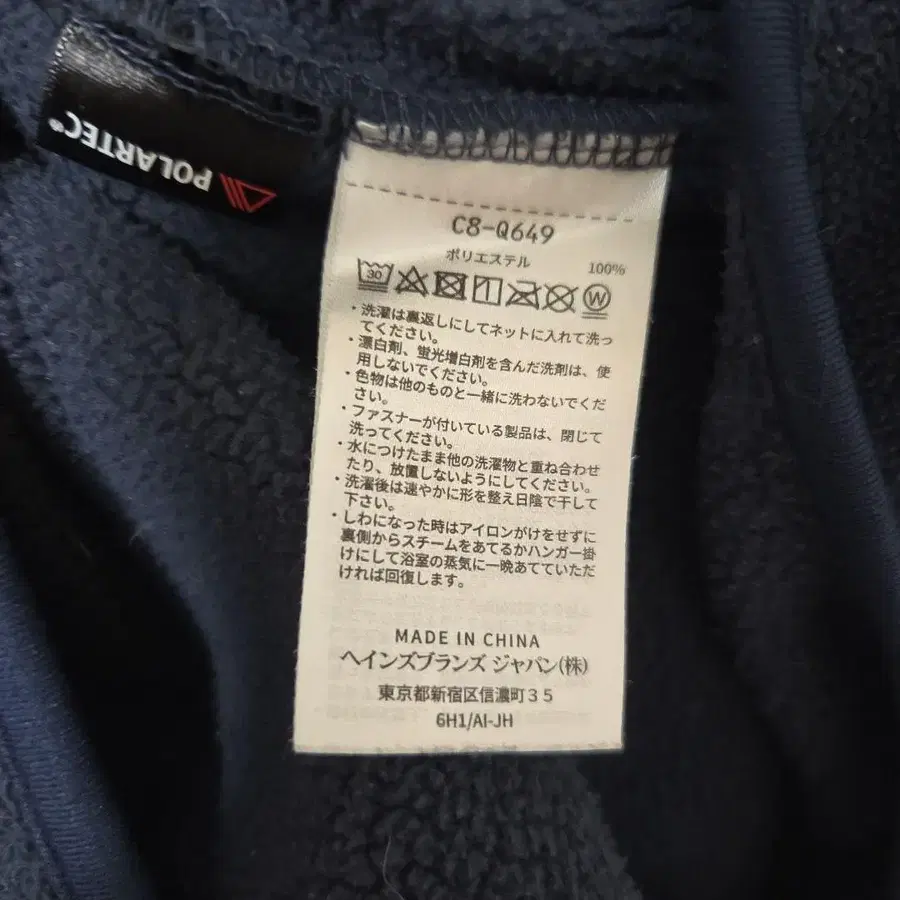 POLARTEC®
C8-Q649
ポリエステル 100%
30
W
・洗濯は裏返しにしてネットに入れて洗っ
てください。
・漂白剤、蛍光増白剤を含んだ洗剤は、使
用しないでください。
・色物は他のものと一緒に洗わないでくだ
さい。
・ファスナーが付いている製品は、閉じて
洗ってください。
・水につけたまま他の洗濯物と重ね合わせ
たり、放置しないようにしてください。
・洗濯後は速やかに形を整え日陰で干して
下さい。
・しわになった時はアイロンがけをせずに
裏側からスチームをあてるかハンガー掛
けにして浴室の蒸気に一晩あてていただ
ければ回復します。
MADE IN CHINA
ヘインズブランズ ジャパン(株)
東京都新宿区信濃町35
6H1/AI-JH